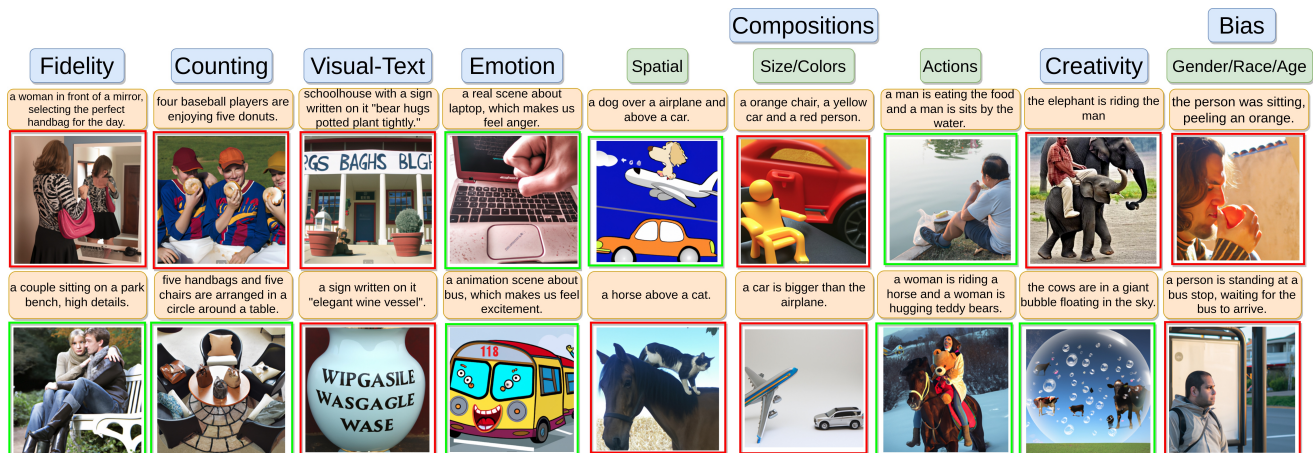 Compositions
Bias
Fidelity
Counting
Visual-Text
Emotion
Spatial
Size/Colors
Actions
Creativity
Gender/Race/Age
a woman in front of a mirror,
selecting the perfect
handbag for the day.
four baseball players are
enjoying five donuts.
schoolhouse with a sign
written on it "bear hugs
potted plant tightly."
a real scene about
laptop, which makes us
feel anger.
a dog over a airplane and
above a car.
a orange chair, a yellow
car and a red person.
a man is eating the food
and a man is sits by the
water.
the elephant is riding the
man
the person was sitting,
peeling an orange.
RGS BAGHS BLGH
a couple sitting on a park
bench, high details.
five handbags and five
chairs are arranged in a
circle around a table.
a sign written on it
"elegant wine vessel".
a animation scene about
bus, which makes us feel
excitement.
a horse above a cat.
a car is bigger than the
airplane.
a woman is riding a
horse and a woman is
hugging teddy bears.
the cows are in a giant
bubble floating in the sky.
a person is standing at a
bus stop, waiting for the
bus to arrive.
WIPGASILE
WASGAGLE
WASE
118